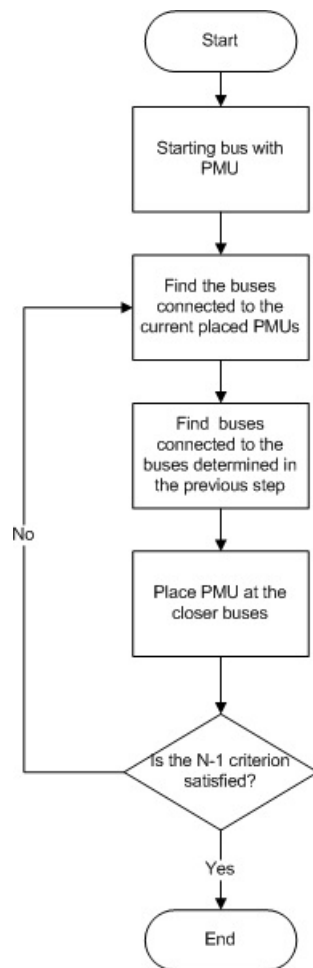 Start
Starting bus with
PMU
Find the buses
connected to the
current placed PMUs
Find buses
connected to the
buses determined in
the previous step
No
Place PMU at the
closer buses
Is the N-1 criterion
satisfied?
Yes
End